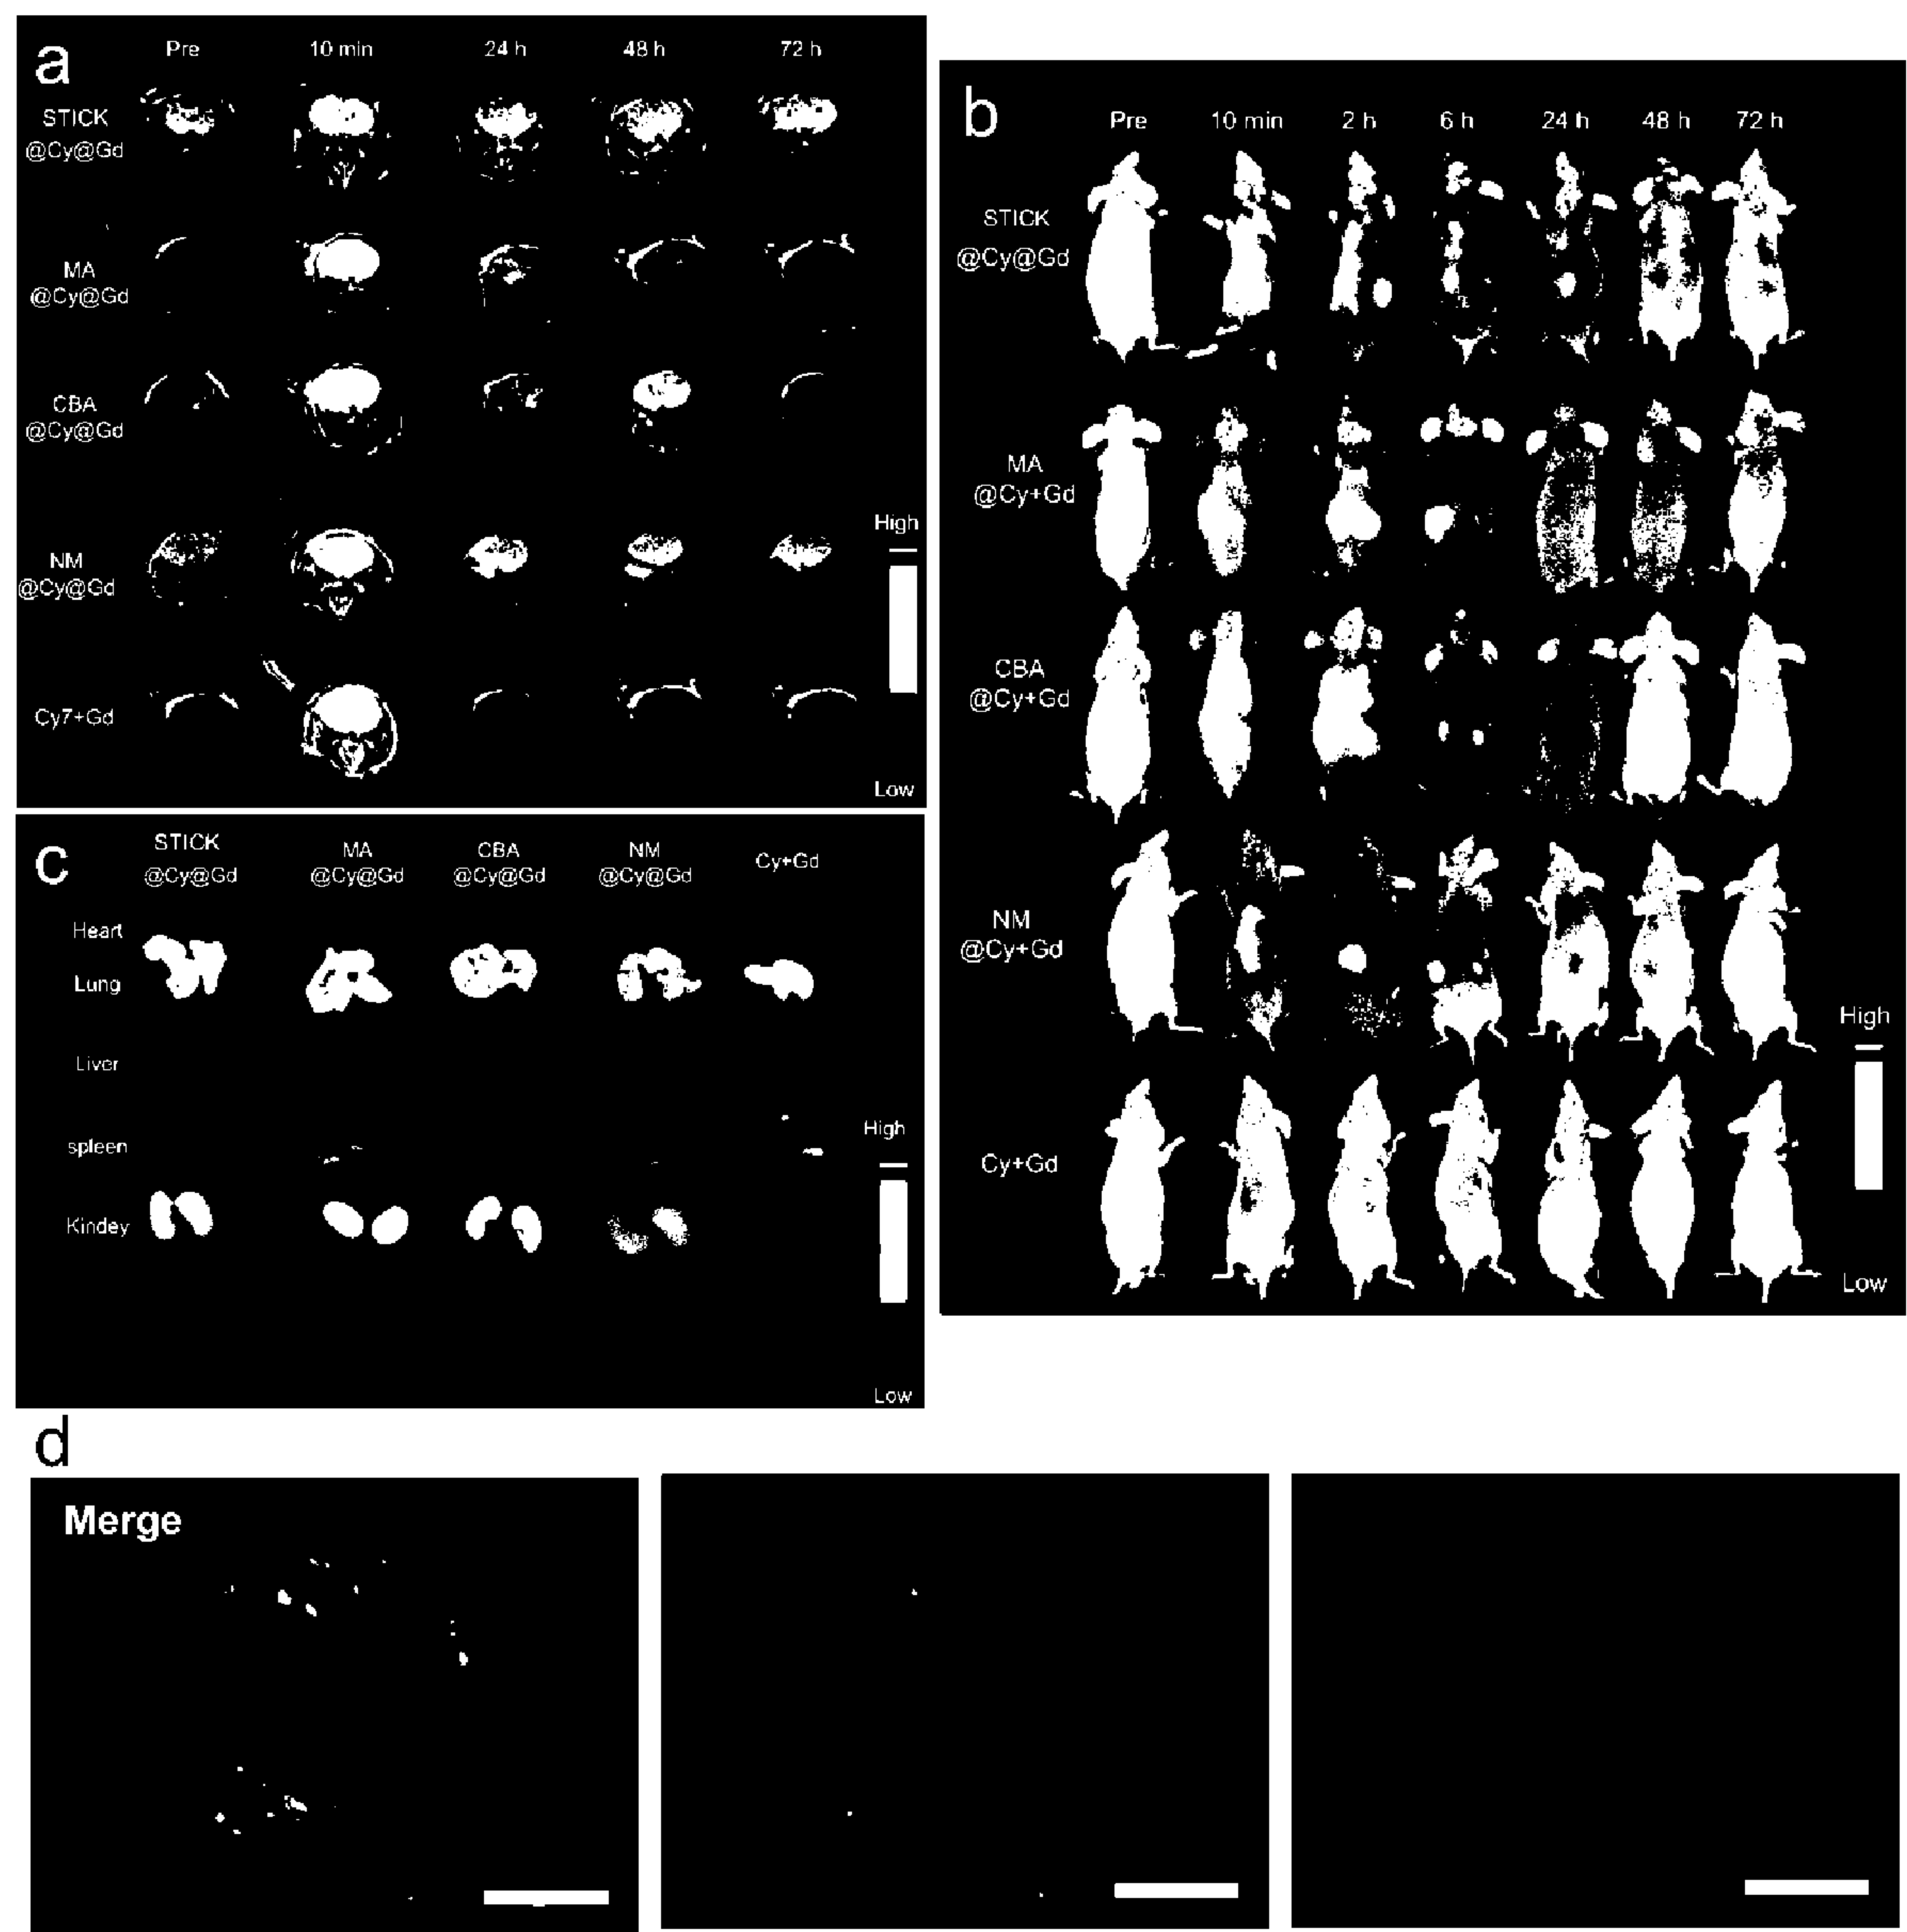 a
Pre 10 min 24 h 48 h 72 h
STICK
@Cy@Gd
MA
@Cy@Gd
CBA
@Cy@Gd
NM
@Cy@Gd
Cy7+Gd
High
Low
b
Pre 10 min 2 h 6 h 24 h 48 h 72 h
STICK
@Cy@Gd
MA
@Cy+Gd
CBA
@Cy+Gd
NM
@Cy+Gd
Cy+Gd
High
Low
c
STICK MA CBA NM Cy+Gd
@Cy@Gd @Cy@Gd @Cy@Gd @Cy@Gd
Heart
Lung
Liver
spleen
Kindey
High
Low
d
Merge